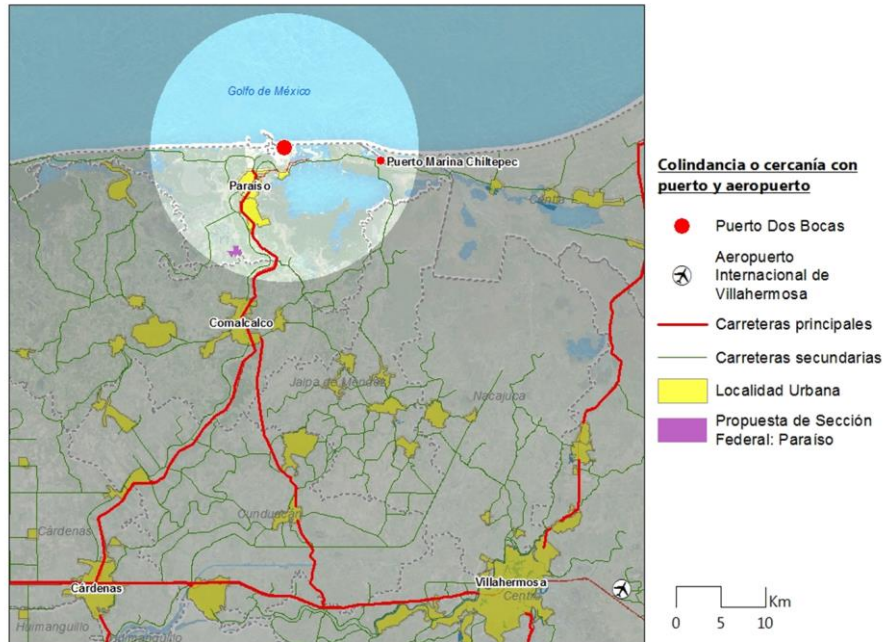 Golfo de México
Puerto Marina Chiltepec
Paraíso
Centla
Comalcalco
Jalpa de Méndez
Nacajuca
Cunduacán
Cárdenas
Cárdenas
Villahermosa
Centro
Huimanguillo
Huimanguillo
Colindancia o cercanía con
puerto y aeropuerto
Puerto Dos Bocas
Aeropuerto
Internacional de
Villahermosa
Carreteras principales
Carreteras secundarias
Localidad Urbana
Propuesta de Sección
Federal: Paraíso
Km
0 5 10